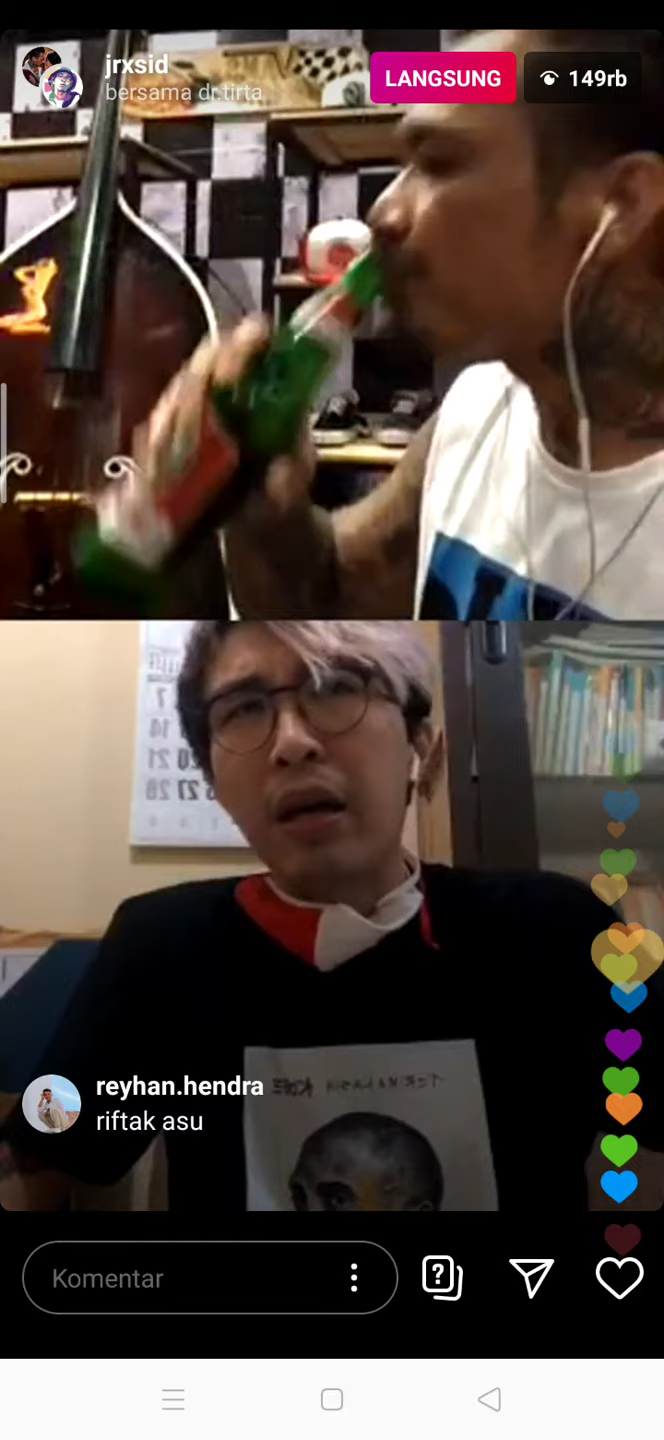 jrxsid
bersama dr.tirta
LANGSUNG
149rb
reyhan.hendra
riftak asu
Komentar